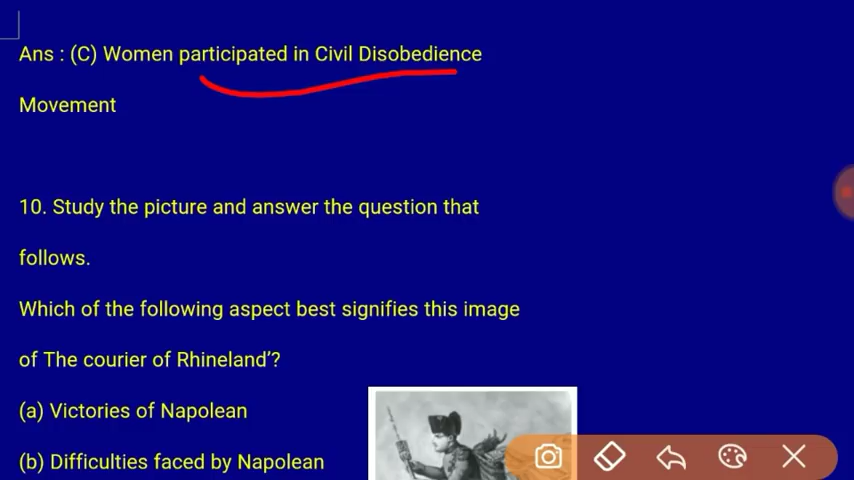 Ans : (C) Women participated in Civil Disobedience
Movement
10. Study the picture and answer the question that
follows.
Which of the following aspect best signifies this image
of The courier of Rhineland’?
(a) Victories of Napolean
(b) Difficulties faced by Napolean